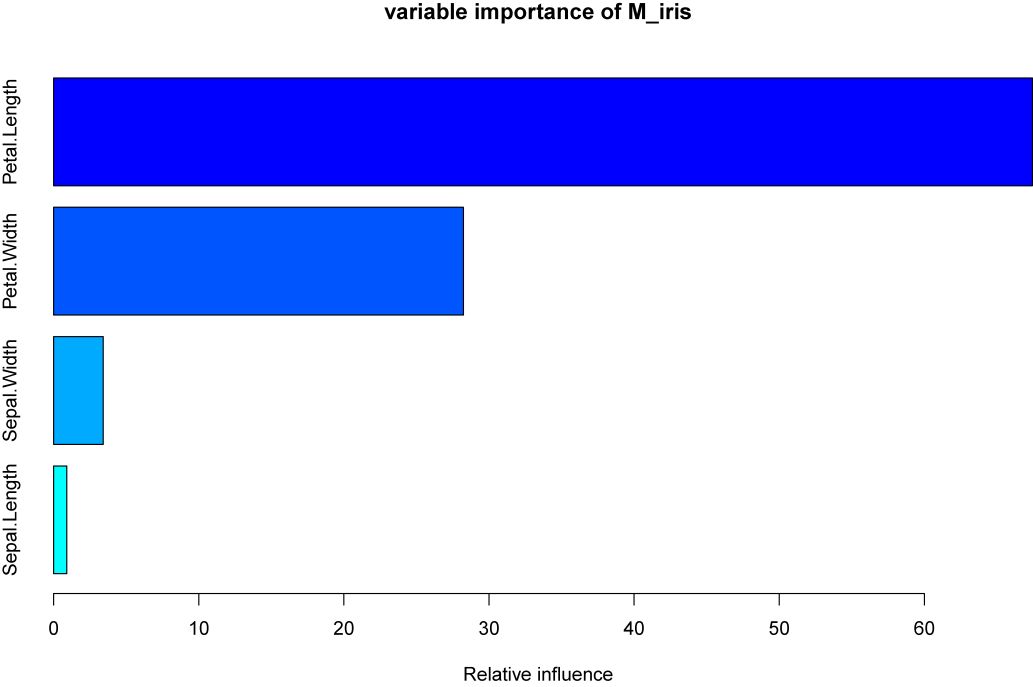 variable importance of M_iris
Petal.Length
Petal.Width
Sepal.Width
Sepal.Length
0 10 20 30 40 50 60
Relative influence